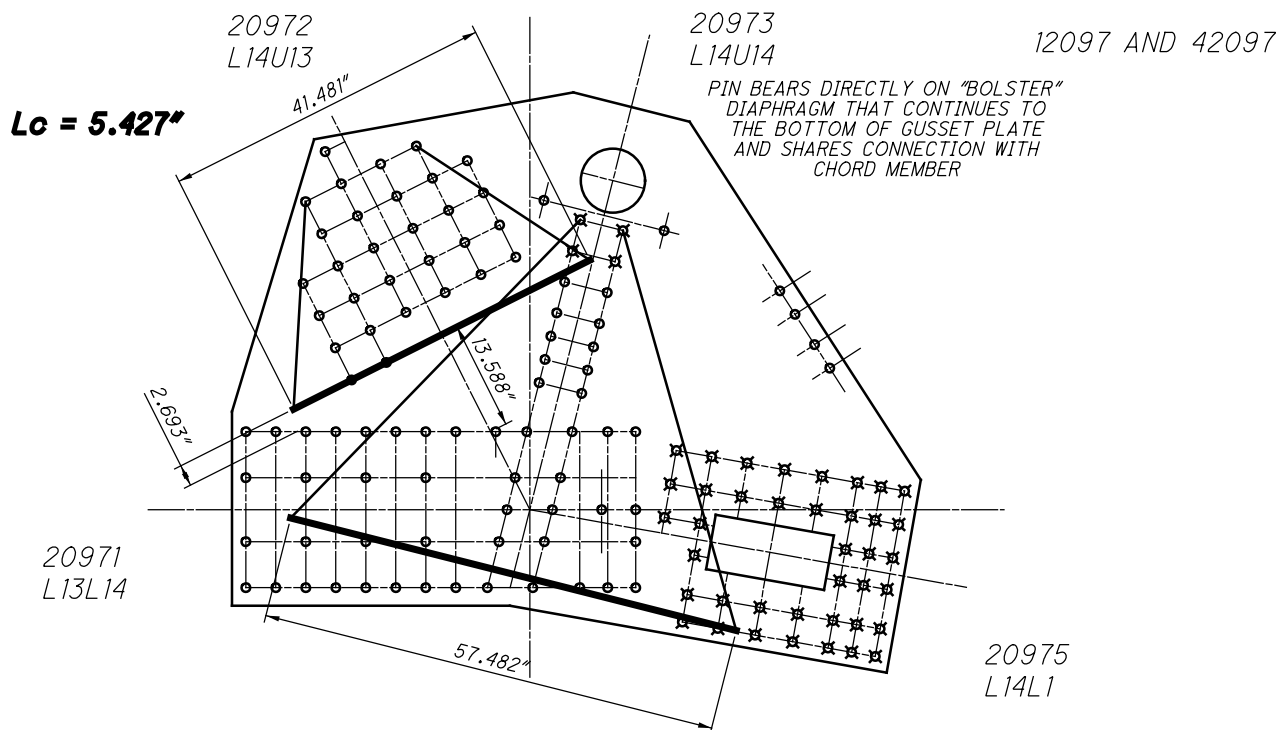 20972
L14U13
20973
L14U14
12097 AND 42097
PIN BEARS DIRECTLY ON "BOLSTER"
DIAPHRAGM THAT CONTINUES TO
THE BOTTOM OF GUSSET PLATE
AND SHARES CONNECTION WITH
CHORD MEMBER
41.481"
Lc = 5.427"
13.588"
2.693"
20971
L13L14
57.482"
20975
L14L1